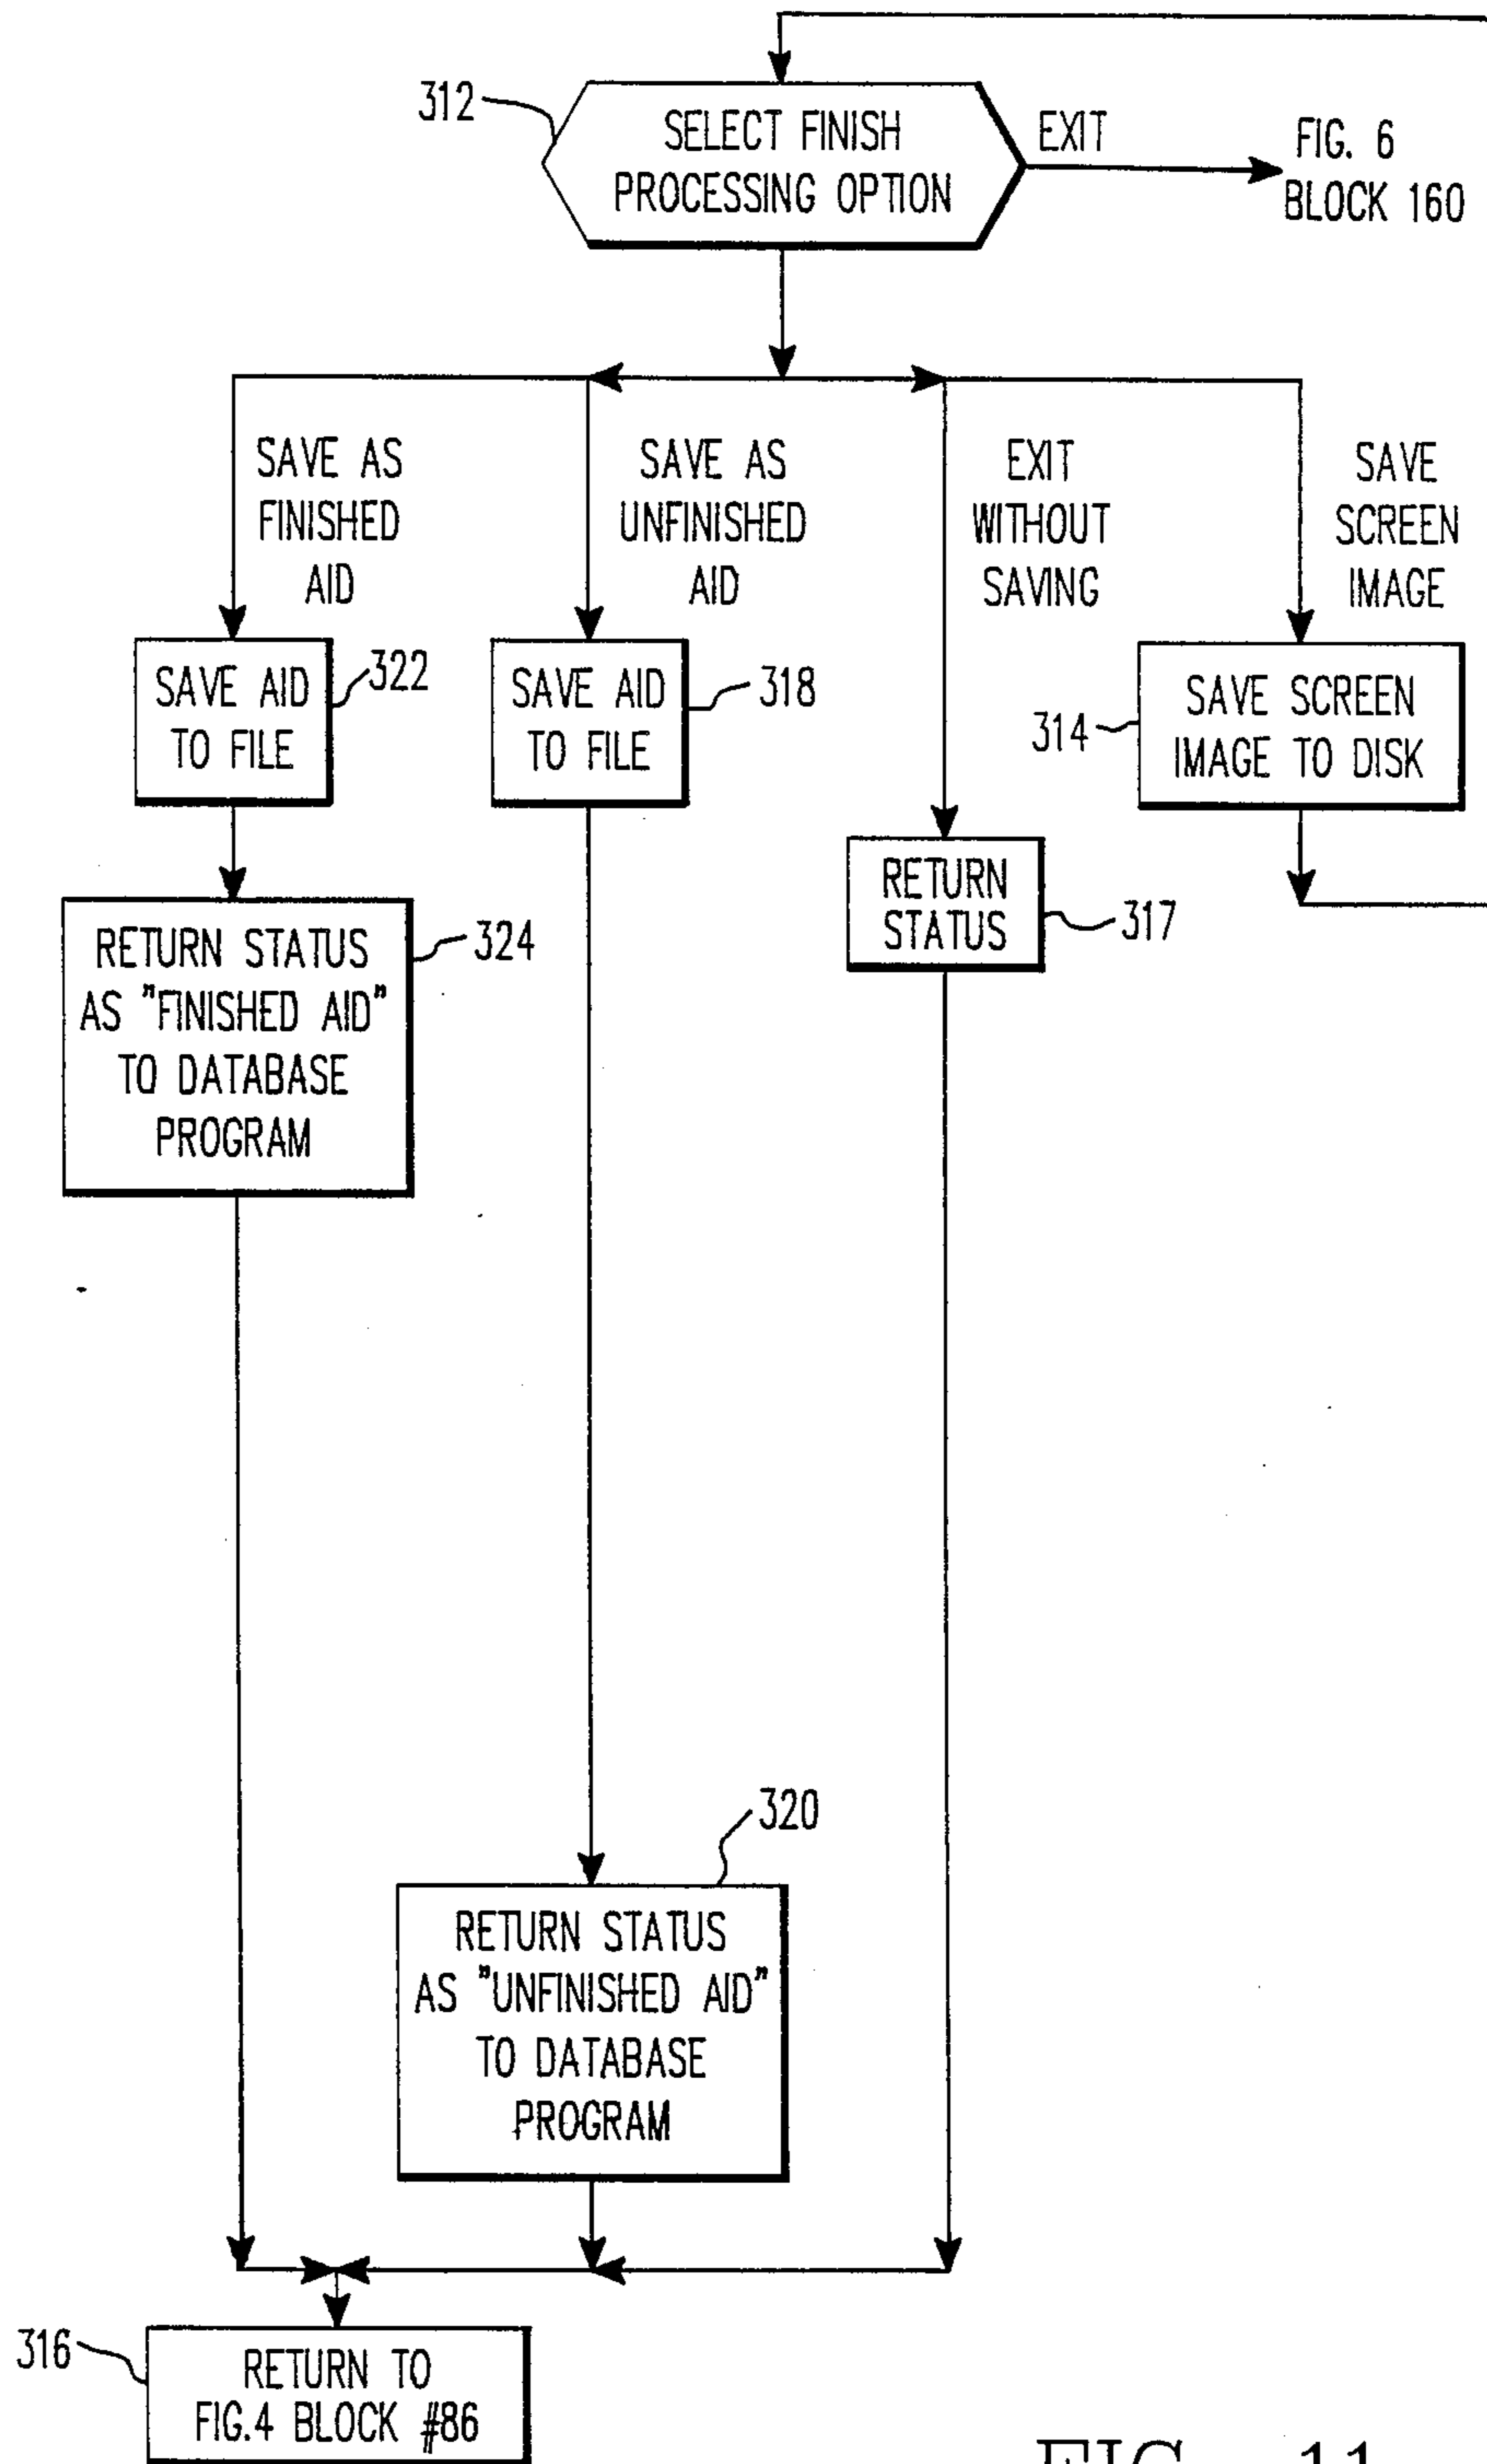 312
SELECT FINISH
PROCESSING OPTION
EXIT
FIG. 6
BLOCK 160
SAVE AS
FINISHED
AID
SAVE AS
UNFINISHED
AID
EXIT
WITHOUT
SAVING
SAVE
SCREEN
IMAGE
SAVE AID
TO FILE
322
SAVE AID
TO FILE
318
314
SAVE SCREEN
IMAGE TO DISK
RETURN
STATUS
317
RETURN STATUS
AS "FINISHED AID"
TO DATABASE
PROGRAM
324
320
RETURN STATUS
AS "UNFINISHED AID"
TO DATABASE
PROGRAM
316
RETURN TO
FIG.4 BLOCK #86
FIG. 11